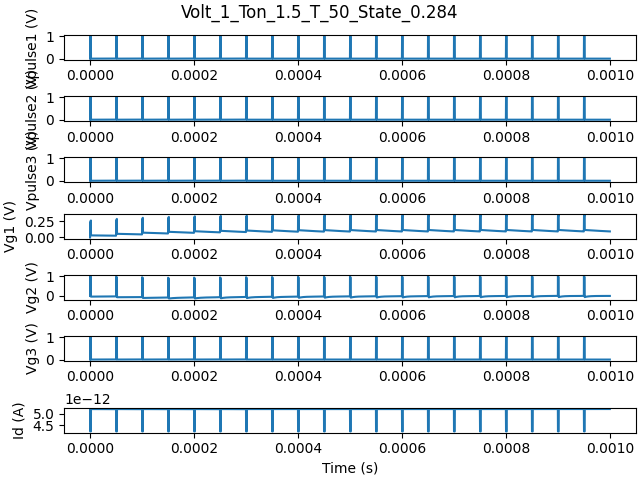 Volt_1_Ton_1.5_T_50_State_0.284
Vpulse1 (V)
1
0
0.0000 0.0002 0.0004 0.0006 0.0008 0.0010
Vpulse2 (V)
1
0
0.0000 0.0002 0.0004 0.0006 0.0008 0.0010
Vpulse3 (V)
1
0
0.0000 0.0002 0.0004 0.0006 0.0008 0.0010
Vg1 (V)
0.25
0.00
0.0000 0.0002 0.0004 0.0006 0.0008 0.0010
Vg2 (V)
1
0
0.0000 0.0002 0.0004 0.0006 0.0008 0.0010
Vg3 (V)
1
0
0.0000 0.0002 0.0004 0.0006 0.0008 0.0010
1e−12
Id (A)
5.0
4.5
0.0000 0.0002 0.0004 0.0006 0.0008 0.0010
Time (s)